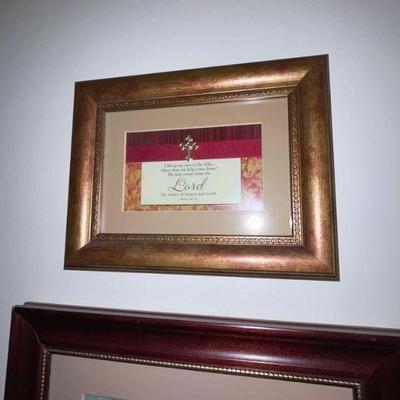 I lift up my eyes to the hills...
where does my help come from?
My help comes from the
Lord
the maker of heaven and earth.